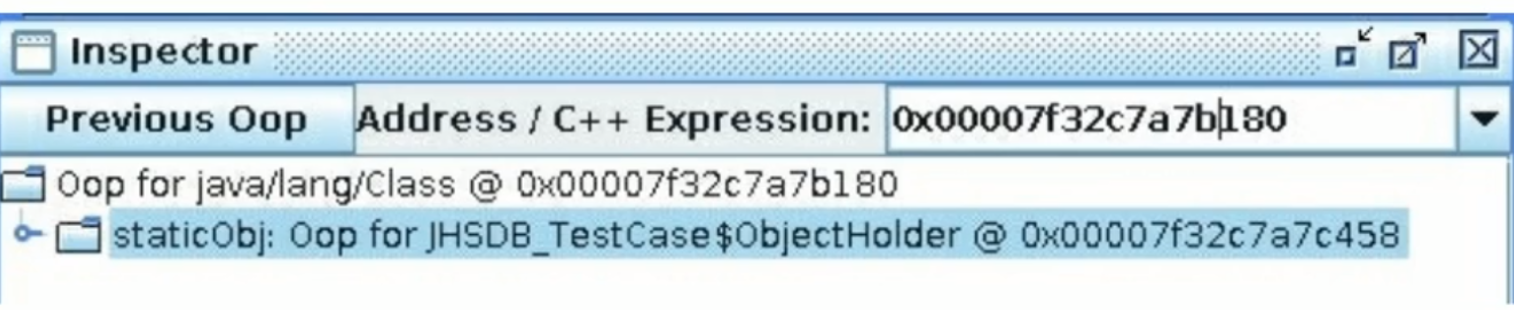 Inspector
Previous Oop Address / C++ Expression: 0x00007f32c7a7b180
Oop for java/lang/Class @ 0x00007f32c7a7b180
staticObj: Oop for JHSDB_TestCase$ObjectHolder @ 0x00007f32c7a7c458